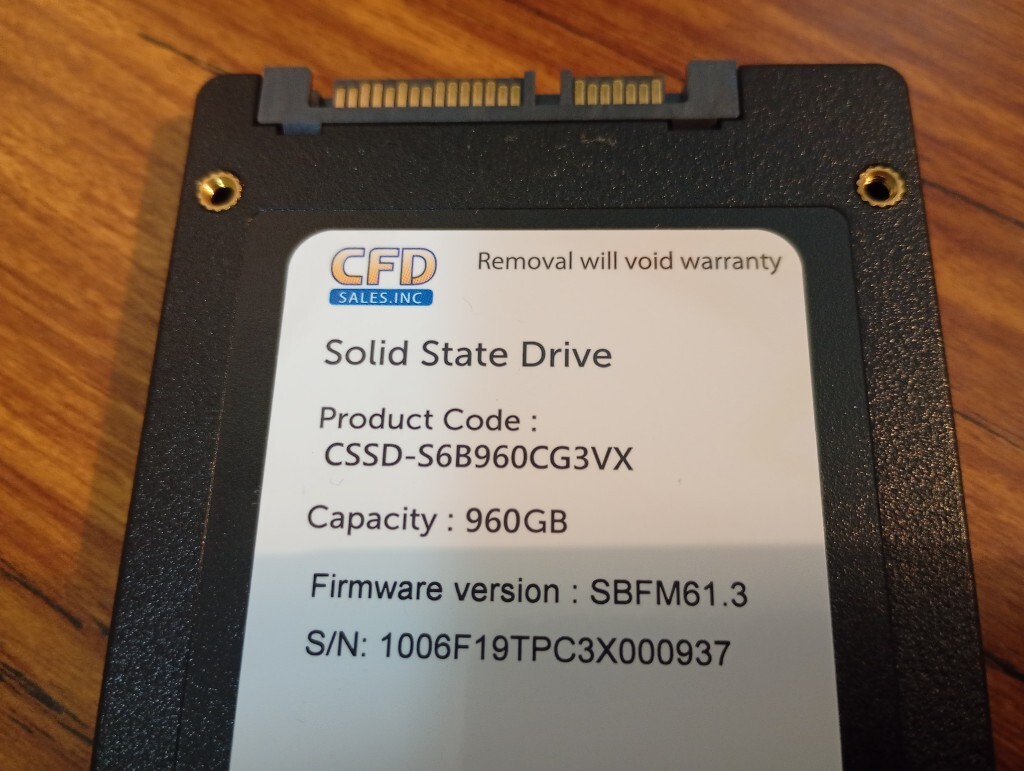 CFD
SALES.INC
Removal will void warranty
Solid State Drive
Product Code :
CSSD-S6B960CG3VX
Capacity : 960GB
Firmware version : SBFM61.3
S/N: 1006F19TPC3X000937